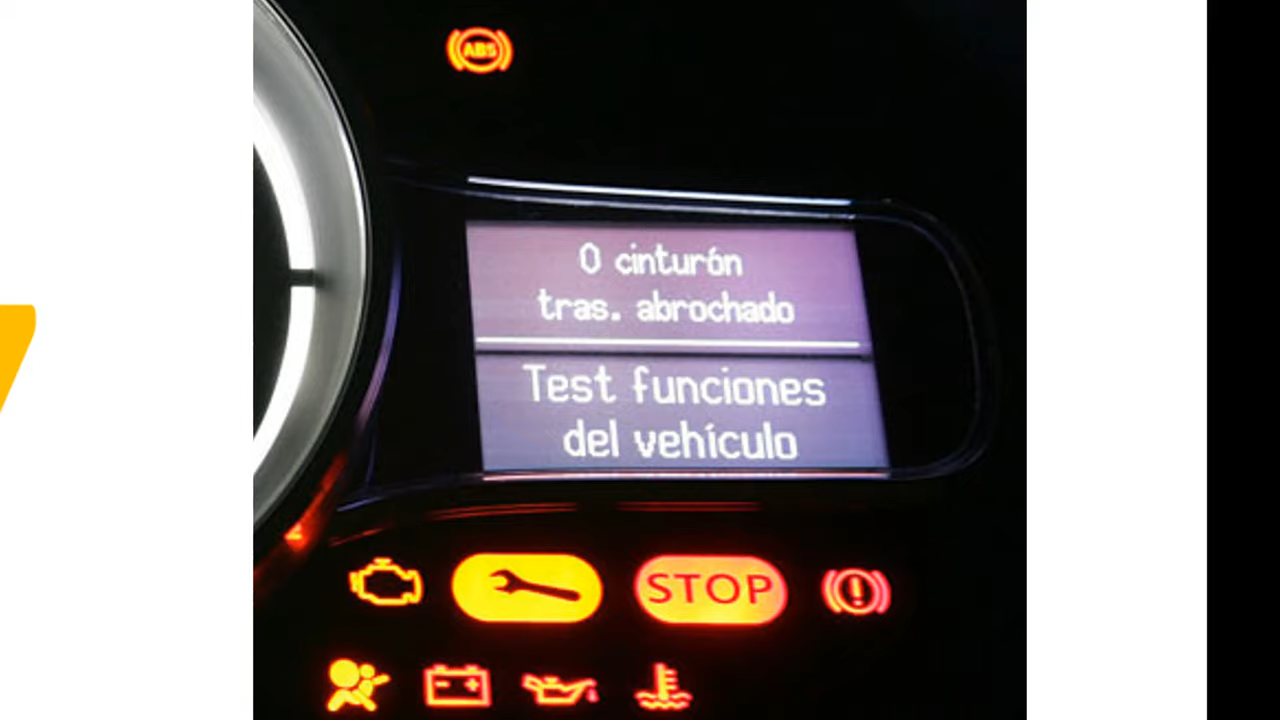 ABS
0 cinturón
tras. abrochado
Test funciones
del vehículo
STOP